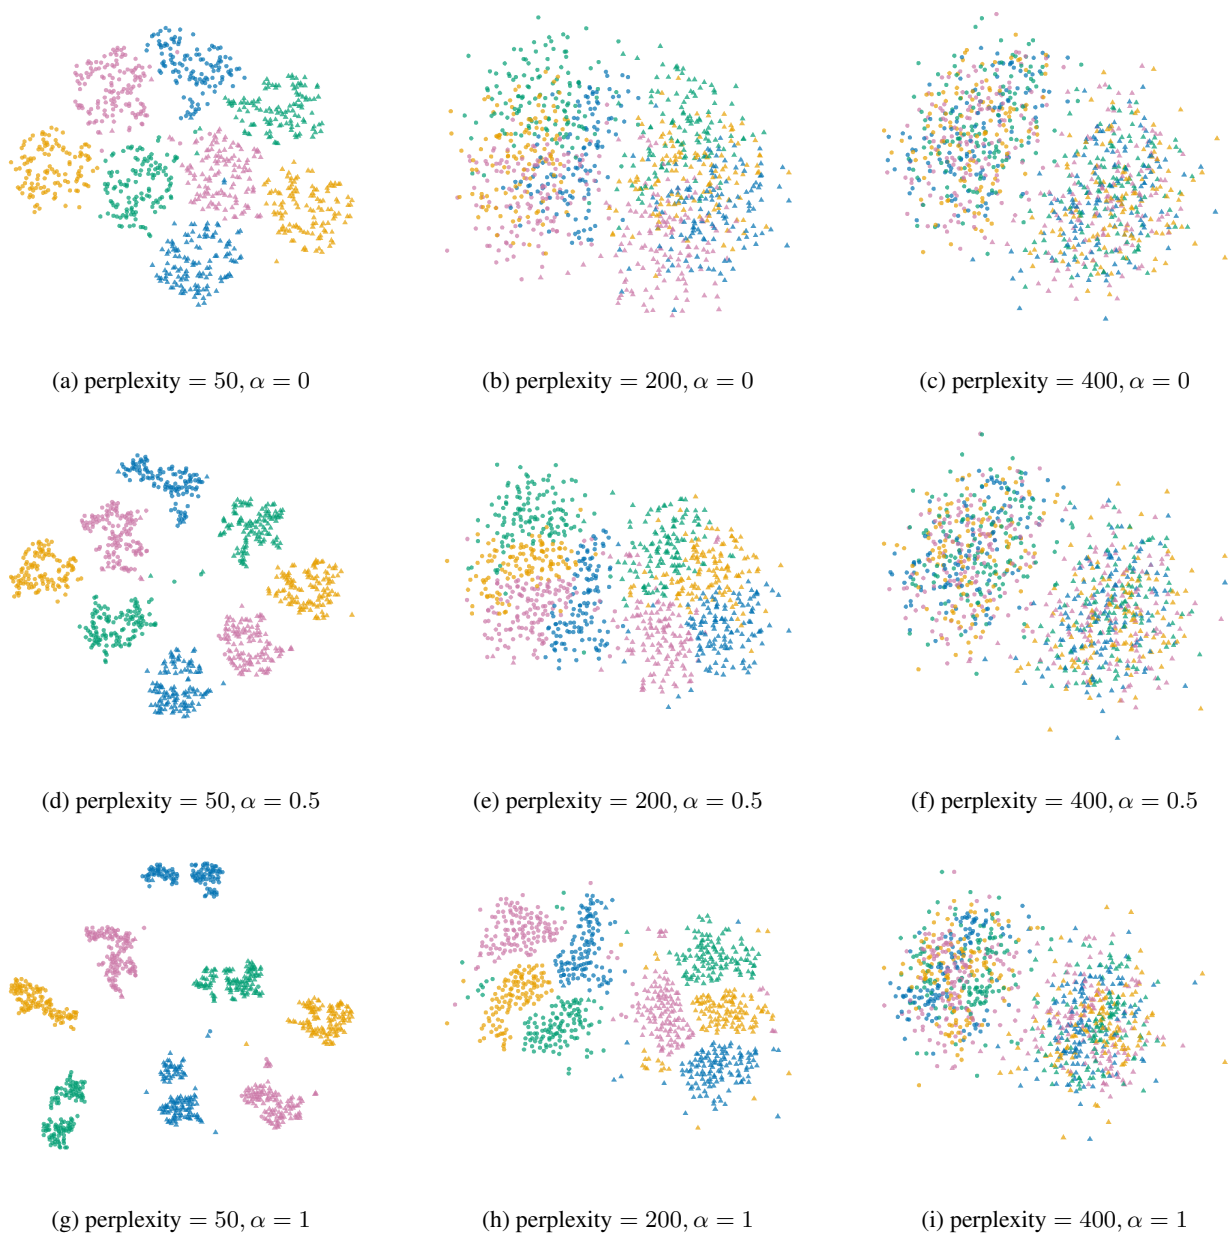 (a) perplexity = 50, α = 0
(b) perplexity = 200, α = 0
(c) perplexity = 400, α = 0
(d) perplexity = 50, α = 0.5
(e) perplexity = 200, α = 0.5
(f) perplexity = 400, α = 0.5
(g) perplexity = 50, α = 1
(h) perplexity = 200, α = 1
(i) perplexity = 400, α = 1